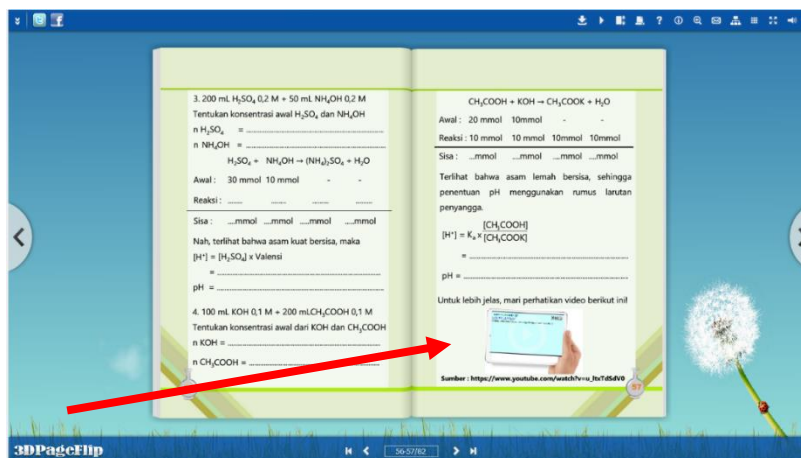 3. 200 mL H₂SO₄ 0,2 M + 50 mL NH₄OH 0,2 M
Tentukan konsentrasi awal H₂SO₄ dan NH₄OH
n H₂SO₄ = ................................
n NH₄OH = ................................
H₂SO₄ + NH₄OH → (NH₄)₂SO₄ + H₂O
Awal : 30 mmol 10 mmol - -
Reaksi : ........ ........ ........ ........
Sisa : ....mmol ....mmol ....mmol ....mmol
Nah, terlihat bahwa asam kuat bersisa, maka
[H⁺] = [H₂SO₄] x Valensi
= ................................
pH = ................................
4. 100 mL KOH 0,1 M + 200 mLCH₃COOH 0,1 M
Tentukan konsentrasi awal dari KOH dan CH₃COOH
n KOH = ................................
n CH₃COOH = ................................
CH₃COOH + KOH → CH₃COOK + H₂O
Awal : 20 mmol 10mmol - -
Reaksi : 10 mmol 10 mmol 10mmol 10mmol
Sisa : ...mmol ....mmol ....mmol ....mmol
Terlihat bahwa asam lemah bersisa, sehingga
penentuan pH menggunakan rumus larutan
penyangga.
[H⁺] = Kₐ x [CH₃COOH]
[CH₃COOK]
= ................................
pH = ................................
Untuk lebih jelas, mari perhatikan video berikut ini!
Sumber : https://www.youtube.com/watch?v=u_JtxTdSdV0
57
3DPageFlip
56-57/82